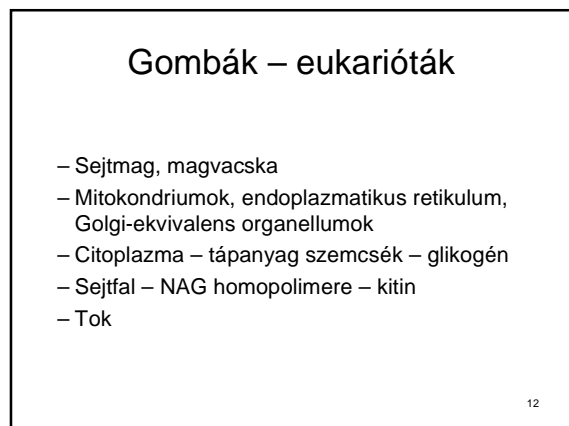 Gombák – eukarióták
– Sejtmag, magvacska
– Mitokondriumok, endoplazmatikus retikulum,
Golgi-ekvivalens organellumok
– Citoplazma – tápanyag szemcsék – glikogén
– Sejtfal – NAG homopolimere – kitin
– Tok
12